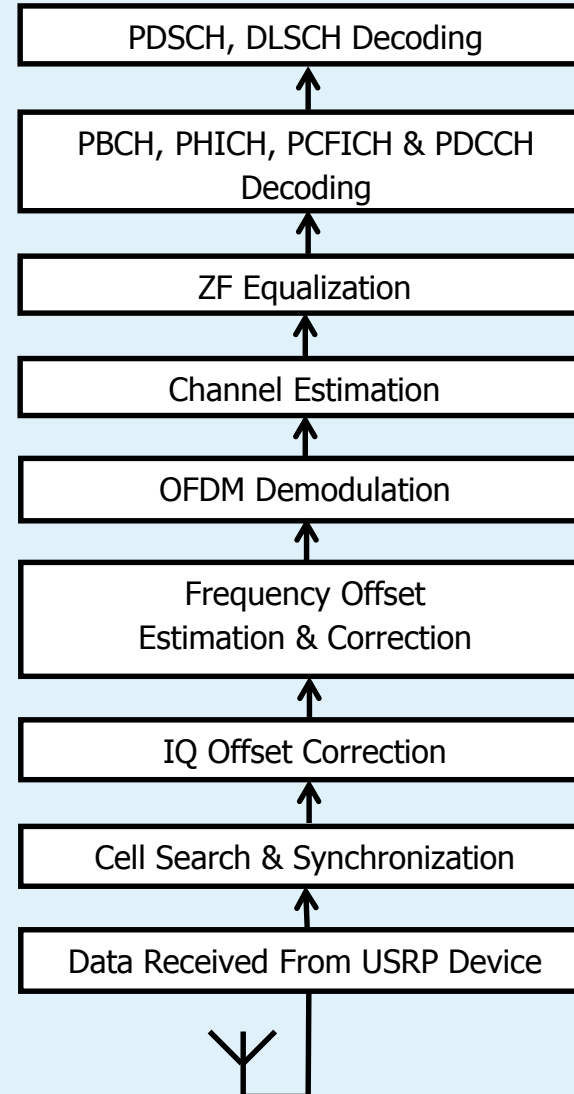 PDSCH, DLSCH Decoding
PBCH, PHICH, PCFICH & PDCCH
Decoding
ZF Equalization
Channel Estimation
OFDM Demodulation
Frequency Offset
Estimation & Correction
IQ Offset Correction
Cell Search & Synchronization
Data Received From USRP Device